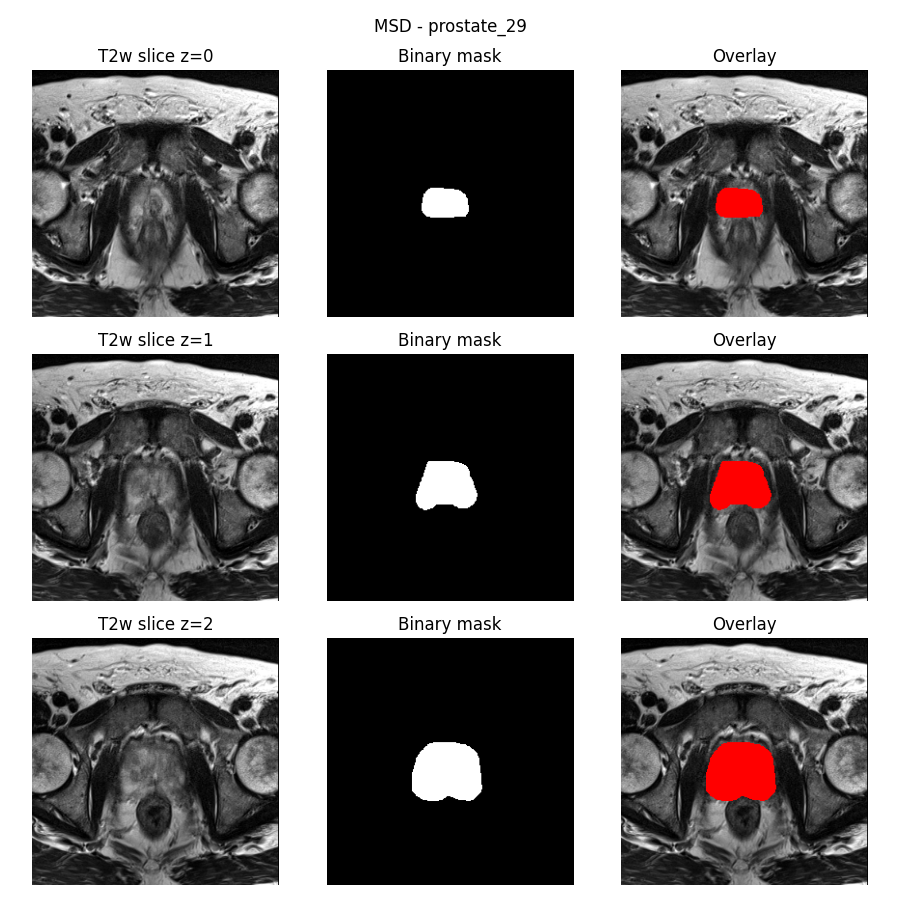 MSD - prostate_29
T2w slice z=0 Binary mask Overlay
T2w slice z=1 Binary mask Overlay
T2w slice z=2 Binary mask Overlay